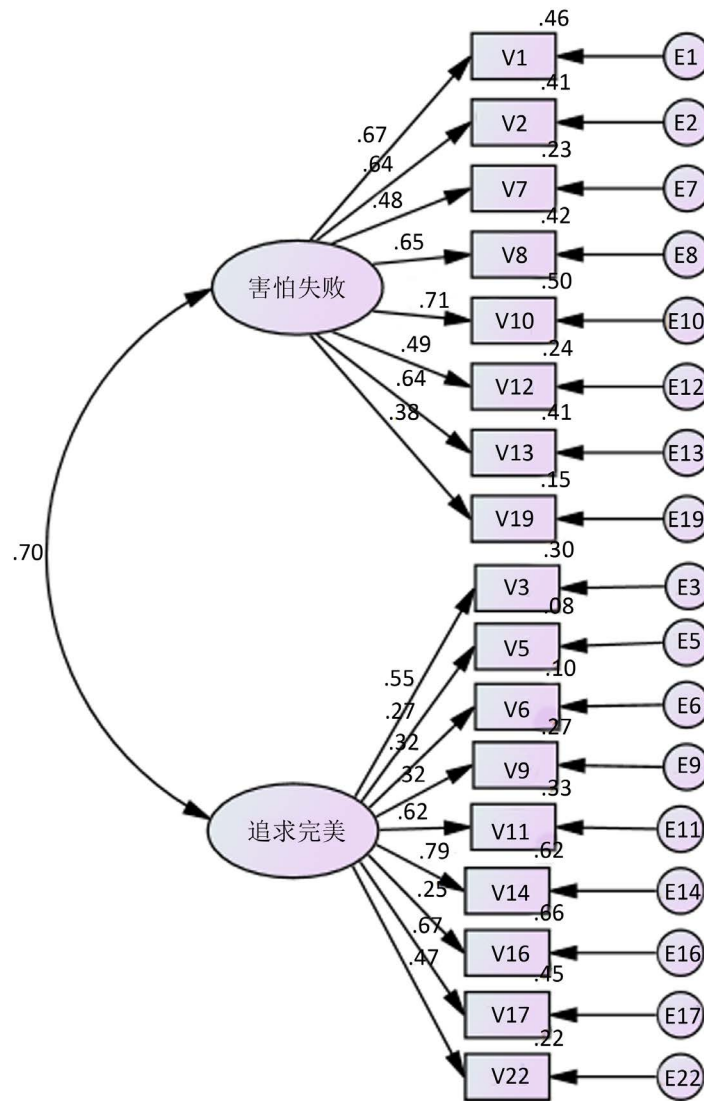 .46
V1
E1
.67
.41
V2
E2
.64
.23
V7
E7
.48
.42
V8
E8
.65
.50
V10
E10
.71
害怕失败
.24
V12
E12
.49
.41
V13
E13
.64
.15
V19
E19
.38
.70
.30
V3
E3
.55
.08
V5
E5
.27
.10
V6
E6
.32
.27
V9
E9
32
.33
V11
E11
.62
追求完美
.62
V14
E14
.79
.66
V16
E16
.25
.45
V17
E17
.67
.22
V22
E22
.47